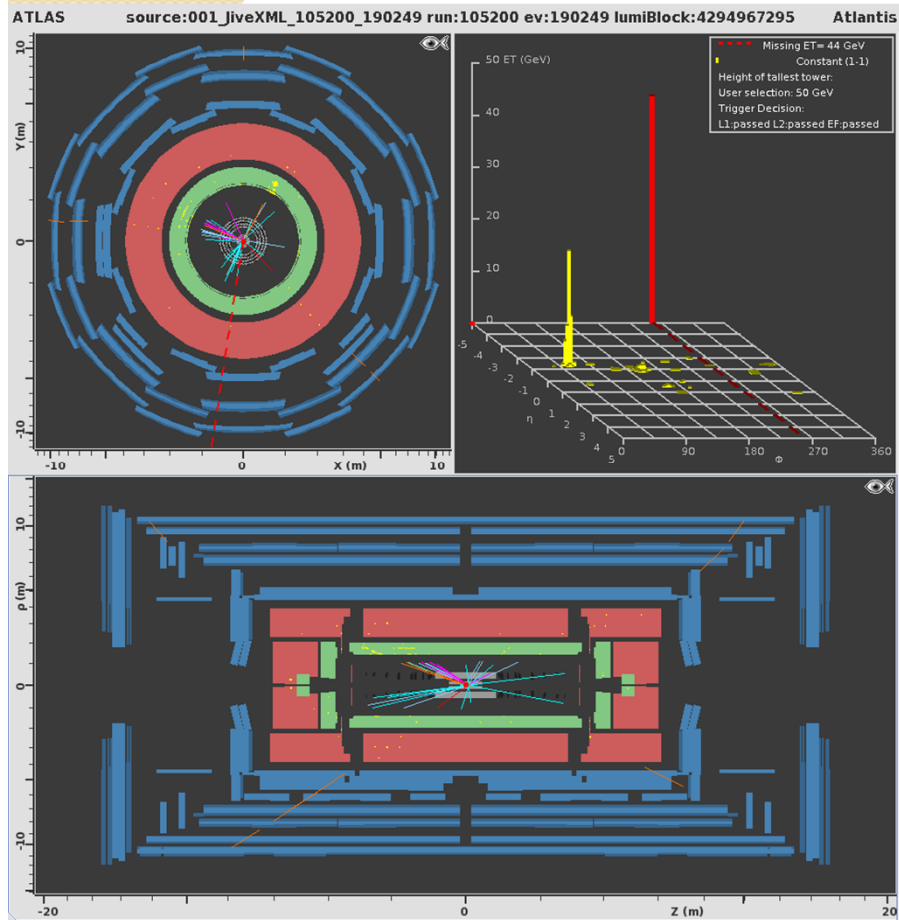 ATLAS source:001_JiveXML_105200_190249 run:105200 ev:190249 lumiBlock:4294967295 Atlantis
10
Y (m)
0
-10
-10 0 X (m) 10
50 ET (GeV)
40
30
20
10
0
Missing ET= 44 GeV
Constant (1-1)
Height of tallest tower:
User selection: 50 GeV
Trigger Decision:
L1:passed L2:passed EF:passed
-5
-4
-3
-2
-1
0
η
1
2
3
4
5
0 90 180 270 360
Φ
10
ρ (m)
0
-10
-20 0 Z (m) 20